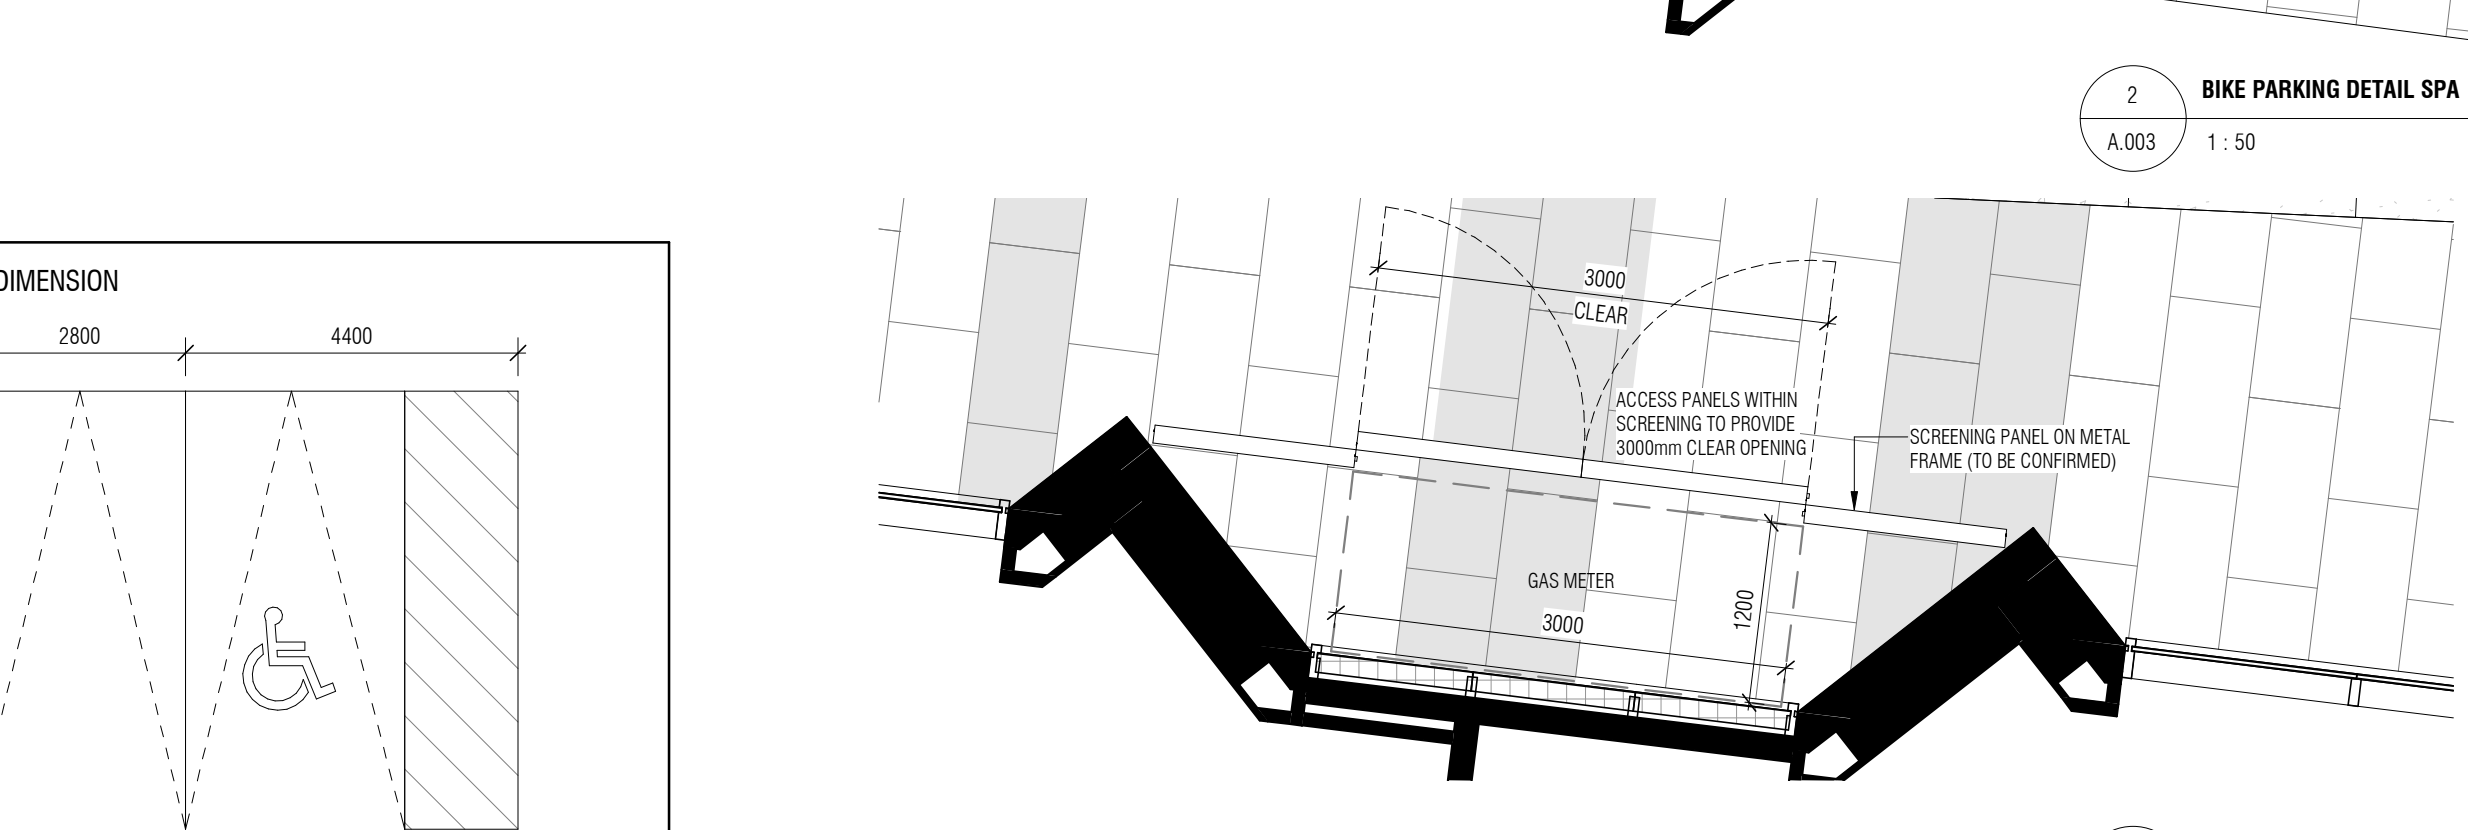 2
BIKE PARKING DETAIL SPA
A.003
1 : 50
DIMENSION
2800
4400
3000
CLEAR
ACCESS PANELS WITHIN
SCREENING TO PROVIDE
3000mm CLEAR OPENING
SCREENING PANEL ON METAL
FRAME (TO BE CONFIRMED)
GAS METER
3000
1200